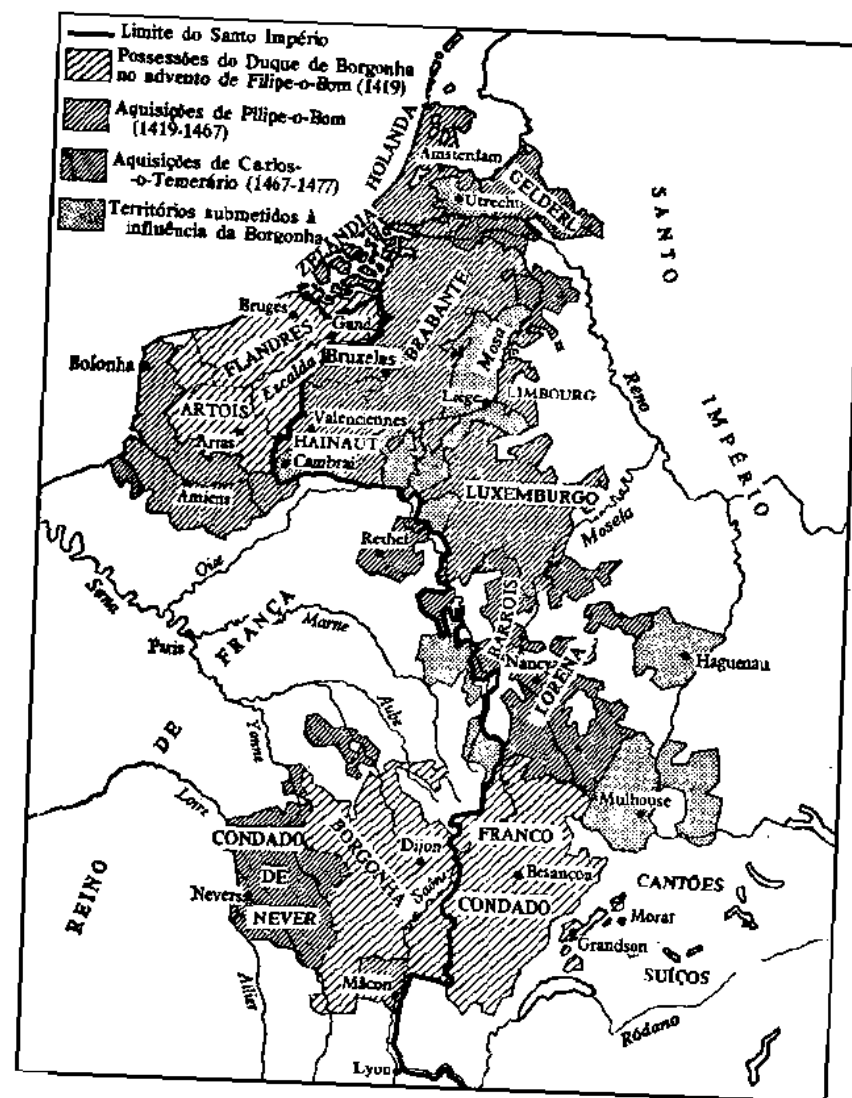 Limite do Santo Império
Possessões do Duque de Borgonha
no advento de Filipe-o-Bom (1419)
Aquisições de Filipe-o-Bom
(1419-1467)
Aquisições de Carlos-
-o-Temerário (1467-1477)
Territórios submetidos à
influência da Borgonha
HOLANDA
Amsterdam
Utrecht
GELDERL
ZELANDIA
SANTO
IMPÉRIO
Bruges
Gand
FLANDRES
BRABANTE
Bolonha
Escalda
Bruxelas
Mosa
Reno
ARTOIS
Liege
LIMBOURG
Arras
Valenciennes
HAINAUT
Cambrai
Amiens
LUXEMBURGO
Mosela
Rethel
Oise
Sena
FRANÇA
Marne
Paris
BARROIS
Nancy
LORENA
Haguenau
Aube
Yonne
DE
Loire
Mulhouse
CONDADO
DE
NEVER
Nevers
BORGONHA
Dijon
Saône
FRANCO
CONDADO
Besançon
REINO
CANTÕES
Morat
Grandson
SUÍÇOS
Allier
Mâcon
Ródano
Lyon